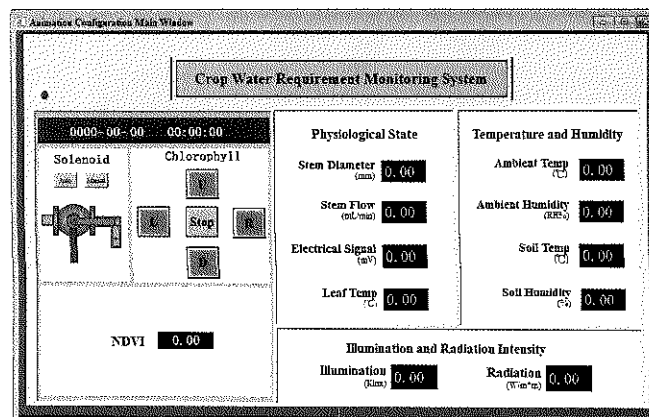 Configuration Main Window
Crop Water Requirement Monitoring System
0000-00-00 00:00:00
Solenoid
Chlorophyll
Stop
NDVI 0.00
Physiological State
Stem Diameter 0.00
(mm)
Stem Flow 0.00
(mL/min)
Electrical Signal 0.00
(mV)
Leaf Temp 0.00
(℃)
Temperature and Humidity
Ambient Temp 0.00
(℃)
Ambient Humidity 0.00
(RH%)
Soil Temp 0.00
(℃)
Soil Humidity 0.00
(%)
Illumination and Radiation Intensity
Illumination 0.00
(Klux)
Radiation 0.00